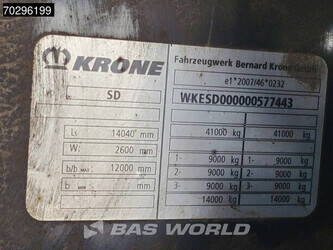 70296199
KRONE
Fahrzeugwerk Bernard Krone GmbH
e1*2007/46*0232
SD
WKESD000000577443
Ls 14040 mm
W: 2600 mm
b/b MAX 12000 mm
b: mm
41000 kg 41000 kg
1- 9000 kg 1- 9000 kg
2- 9000 kg 2- 9000 kg
3- 9000 kg 3- 9000 kg
14000 kg 14000 kg
BAS WORLD